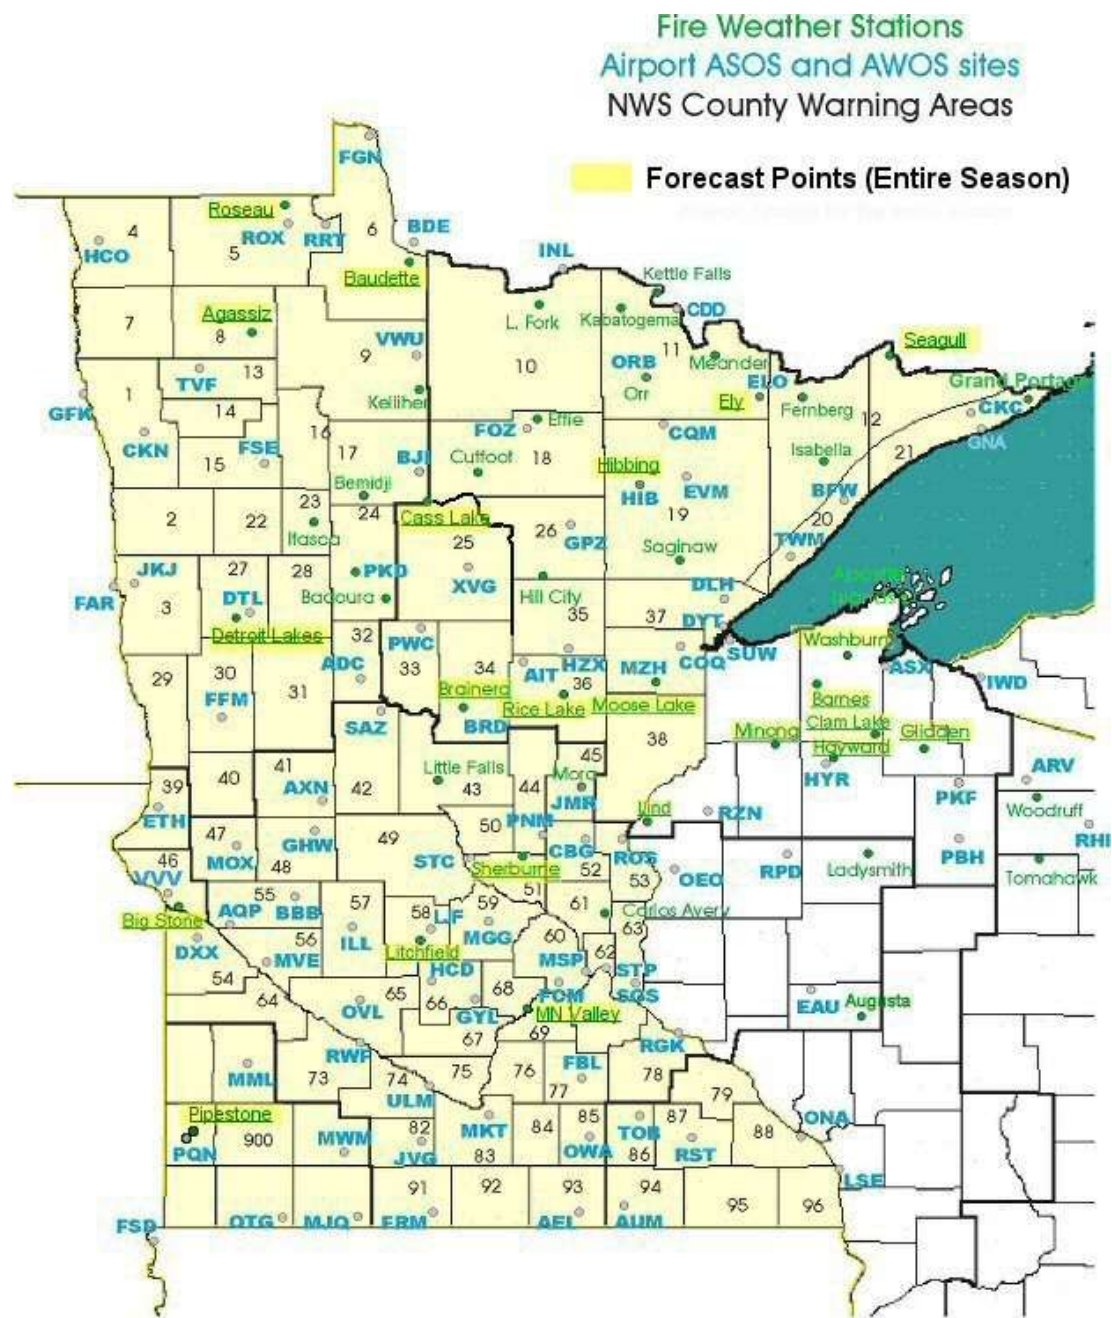 Fire Weather Stations
Airport ASOS and AWOS sites
NWS County Warning Areas
Forecast Points (Entire Season)
FGN
Roseau
4
ROX
RRT
6
BDE
HCO
5
INL
Baudette
Kettle Falls
7
Agassiz
L. Fork
Kabatogema
CDD
8
VWU
9
11
Seagull
TVF
13
10
ORB
Meander
1
Orr
ELO
Grand Portag
GFK
14
Kelliher
Ely
Fernberg
CKC
16
Effie
12
CKN
FSE
17
FOZ
CQM
GNA
15
BJI
Cutfoot
18
Hibbing
Isabella
21
Bemidji
HIB
EVM
BFW
2
22
23
24
Cass Lake
19
20
Itasca
26
GPZ
25
Saginaw
TWM
JKJ
27
28
PKD
XVG
FAR
DTL
Badoura
Hill City
DLH
3
35
37
DYT
Detroit Lakes
32
PWC
Washburn
SUW
29
30
ADC
33
34
AIT
HZX
MZH
COQ
ASX
31
Brainerd
36
IWD
FFM
Rice Lake
Moose Lake
Barnes
SAZ
BRD
Clam Lake
Minong
Glidden
38
Hayward
41
45
HYR
39
40
Little Falls
Mora
ARV
AXN
42
43
44
JMR
PKF
ETH
Lind
RZN
Woodruff
47
GHW
49
50
PNM
RHI
46
MOX
48
STC
CBG
ROS
PBH
VVV
Sherburne
52
53
OEO
RPD
Ladysmith
Tomahawk
55
BBB
57
51
Big Stone
AQP
58
LJF
59
61
Carlos Avery
DXX
56
ILL
MGG
60
63
MVE
Litchfield
MSP
62
54
HCD
STP
64
65
66
68
FCM
SGS
EAU
Augusta
OVL
GYL
MN Valley
67
69
RGK
RWF
MML
73
74
75
76
FBL
78
79
ULM
77
Pipestone
900
MWM
82
MKT
84
85
TOB
87
88
ONA
PQN
JVG
83
OWA
86
RST
91
92
93
94
95
96
LSE
FSD
OTG
MJQ
FRM
AEL
AUM